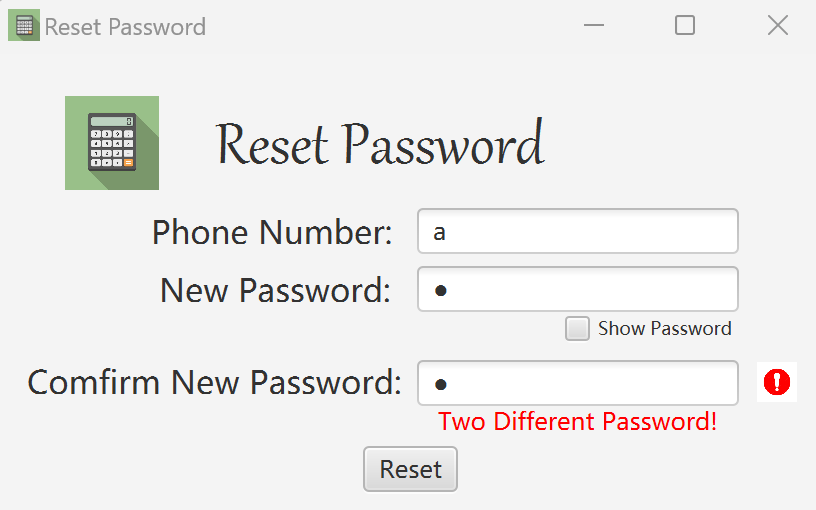 Reset Password
Reset Password
Phone Number: a
New Password: ●
Show Password
Comfirm New Password: ●
Two Different Password!
Reset